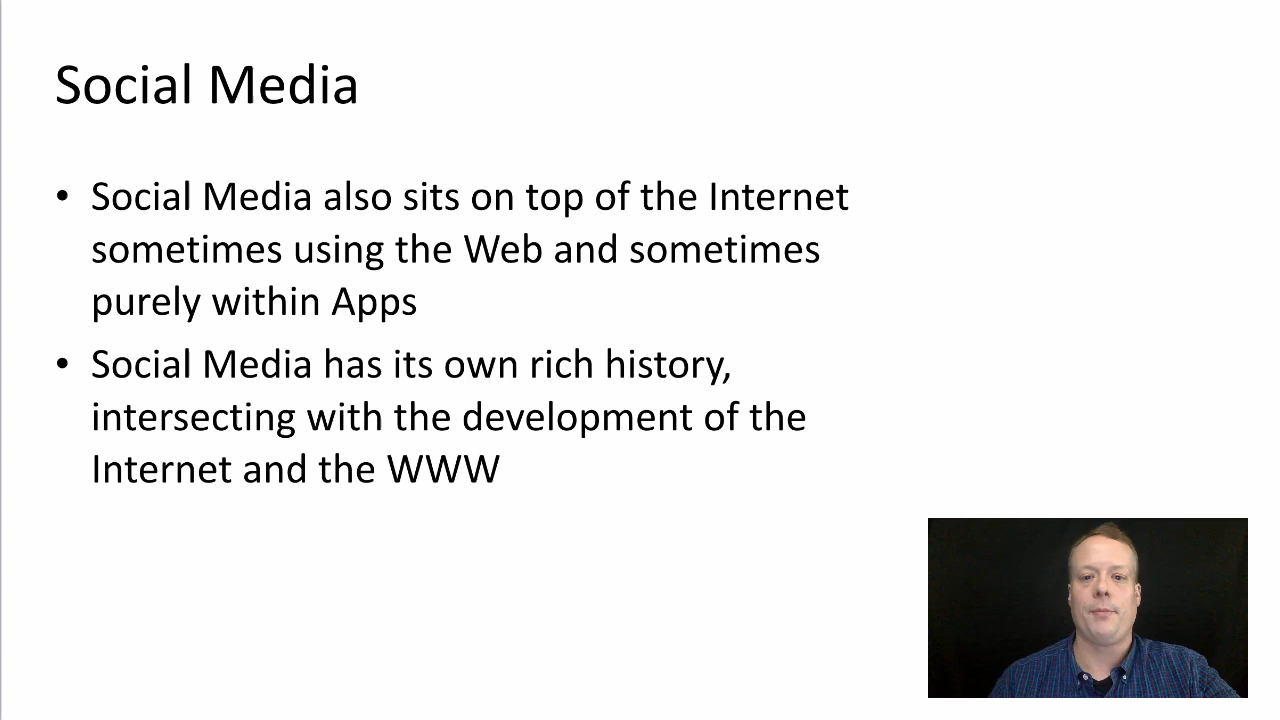 Social Media
• Social Media also sits on top of the Internet
sometimes using the Web and sometimes
purely within Apps
• Social Media has its own rich history,
intersecting with the development of the
Internet and the WWW